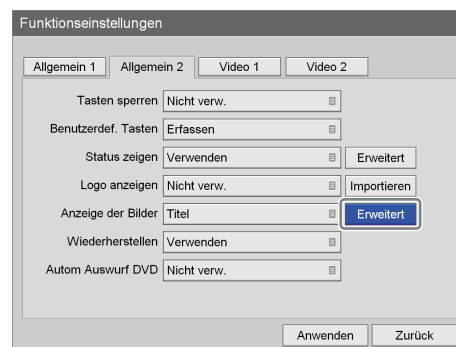 Funktionseinstellungen
Allgemein 1 Allgemein 2 Video 1 Video 2
Tasten sperren Nicht verw.
Benutzerdef. Tasten Erfassen
Status zeigen Verwenden Erweitert
Logo anzeigen Nicht verw. Importieren
Anzeige der Bilder Titel Erweitert
Wiederherstellen Verwenden
Autom Auswurf DVD Nicht verw.
Anwenden Zurück